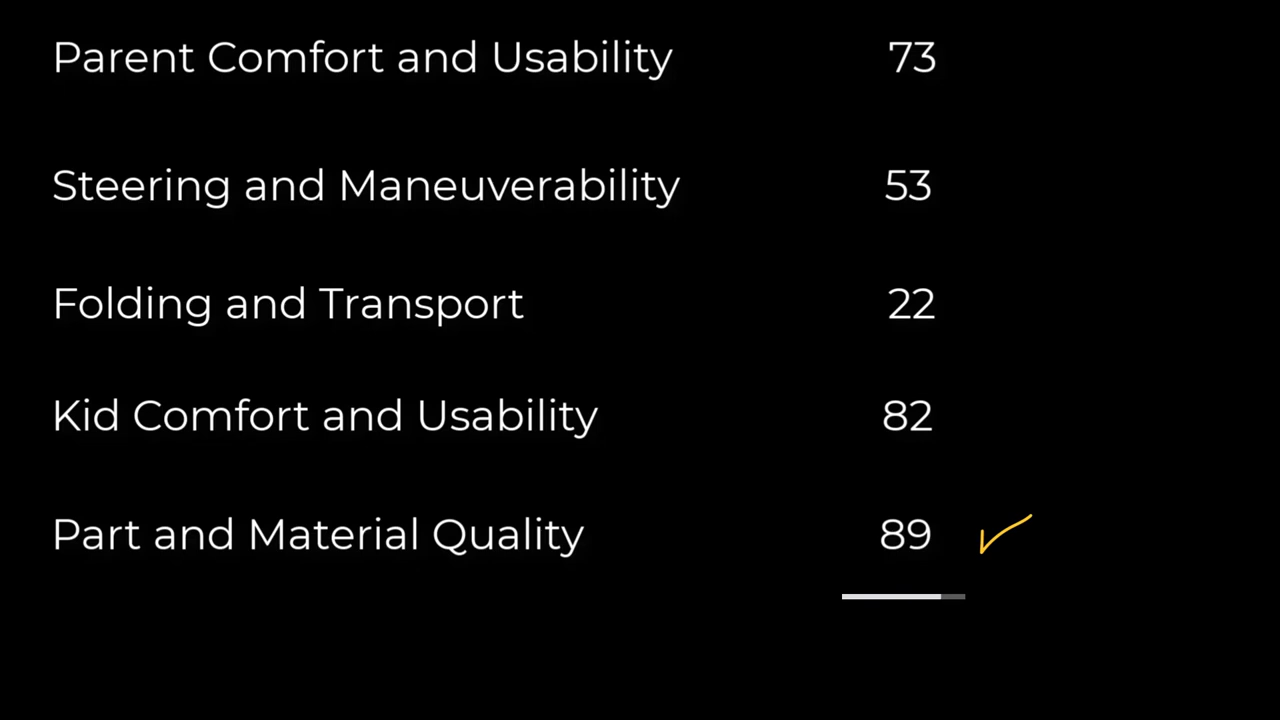 Parent Comfort and Usability 73
Steering and Maneuverability 53
Folding and Transport 22
Kid Comfort and Usability 82
Part and Material Quality 89